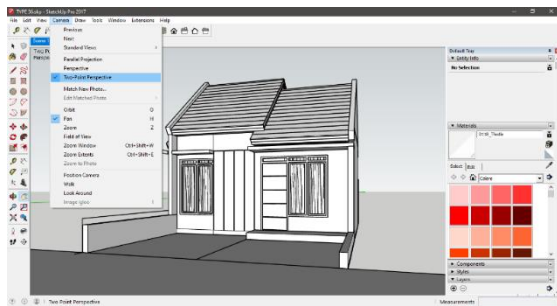 TYPE 36.skp - SketchUp Pro 2017
File Edit View Camera Draw Tools Window Extensions Help
Scene 1
Previous
Next
Standard Views
Parallel Projection
Perspective
Two-Point Perspective
Match New Photo...
Edit Matched Photo
Orbit O
Pan H
Zoom Z
Field of View
Zoom Window Ctrl+Shift+W
Zoom Extents Ctrl+Shift+E
Zoom to Photo
Position Camera
Walk
Look Around
Image Igloo I
Default Tray
Entity Info
No Selection
Materials
Select Edit
Colors
Components
Styles
Layers
Two Point Perspective
Measurements